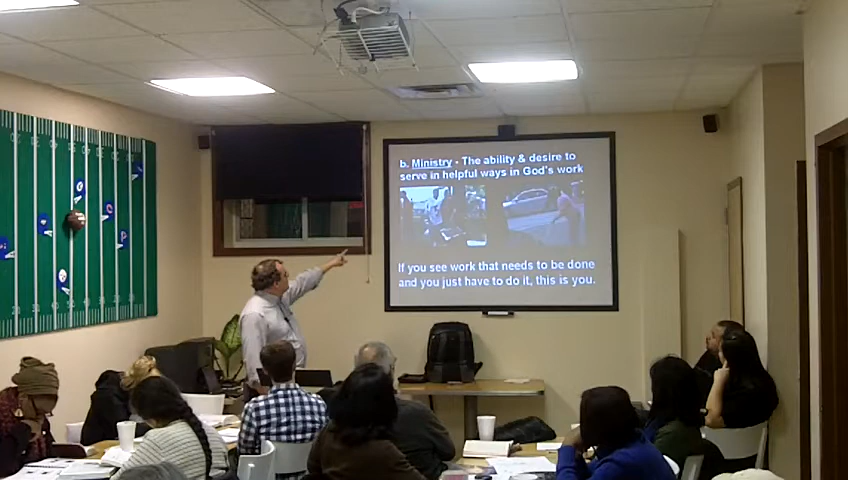 b. Ministry - The ability & desire to
serve in helpful ways in God's work
If you see work that needs to be done
and you just have to do it, this is you.